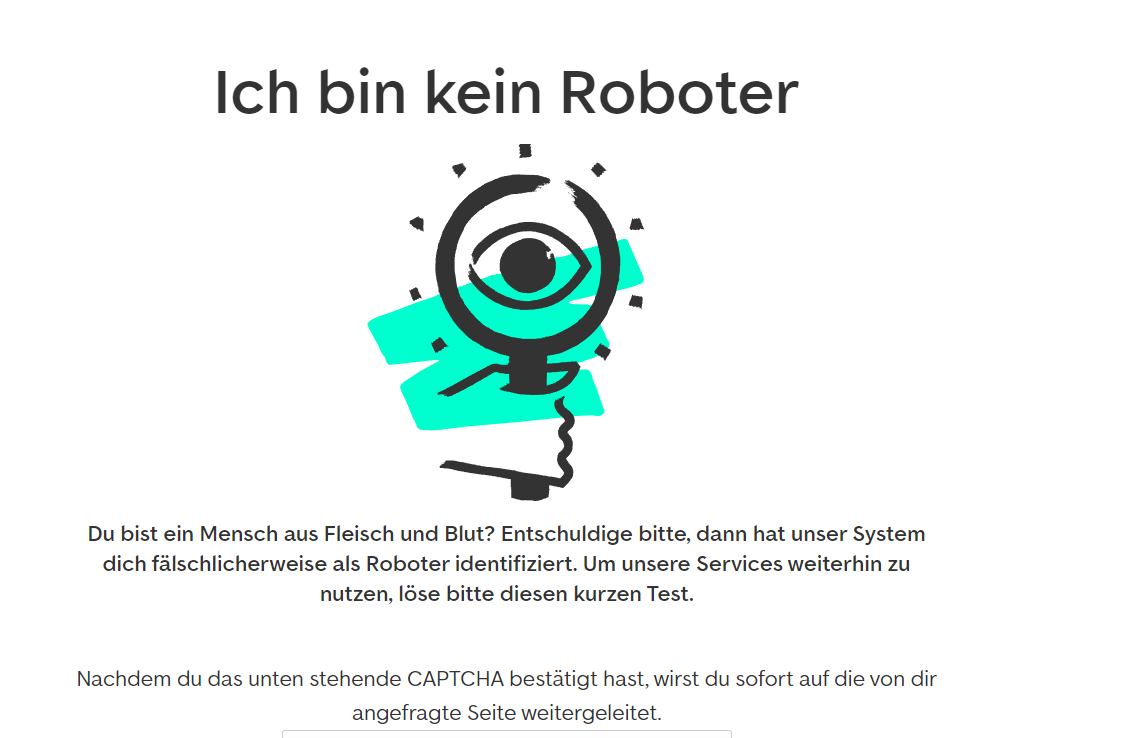 Ich bin kein Roboter
Du bist ein Mensch aus Fleisch und Blut? Entschuldige bitte, dann hat unser System
dich fälschlicherweise als Roboter identifiziert. Um unsere Services weiterhin zu
nutzen, löse bitte diesen kurzen Test.
Nachdem du das unten stehende CAPTCHA bestätigt hast, wirst du sofort auf die von dir
angefragte Seite weitergeleitet.